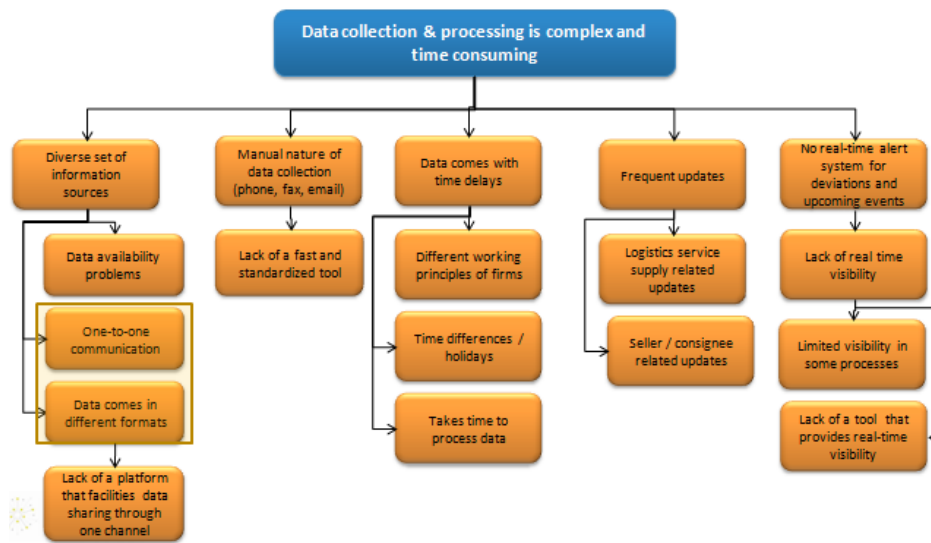 Data collection & processing is complex and
time consuming
Diverse set of
information
sources
Data availability
problems
One-to-one
communication
Data comes in
different formats
Lack of a platform
that facilities data
sharing through
one channel
Manual nature of
data collection
(phone, fax, email)
Lack of a fast and
standardized tool
Data comes with
time delays
Different working
principles of firms
Time differences /
holidays
Takes time to
process data
Frequent updates
Logistics service
supply related
updates
Seller / consignee
related updates
No real-time alert
system for
deviations and
upcoming events
Lack of real time
visibility
Limited visibility in
some processes
Lack of a tool that
provides real-time
visibility